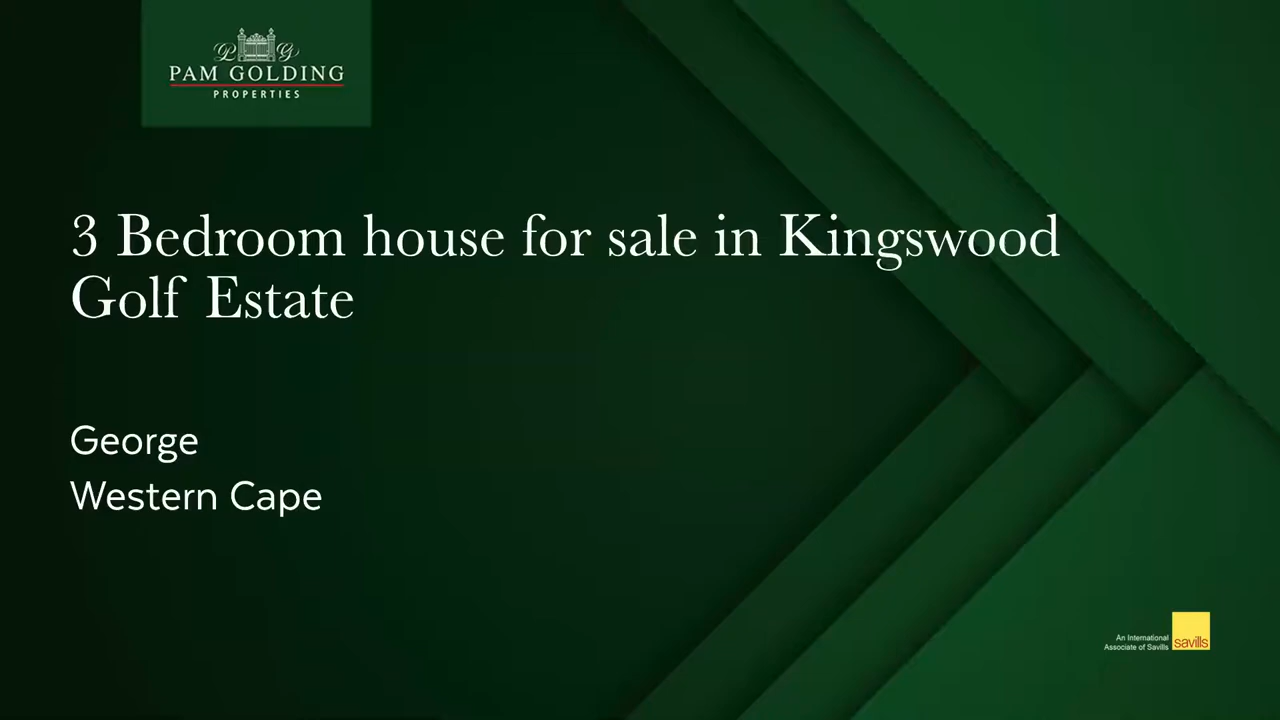 P G
PAM GOLDING
PROPERTIES
3 Bedroom house for sale in Kingswood
Golf Estate
George
Western Cape
An International
Associate of Savills
savills